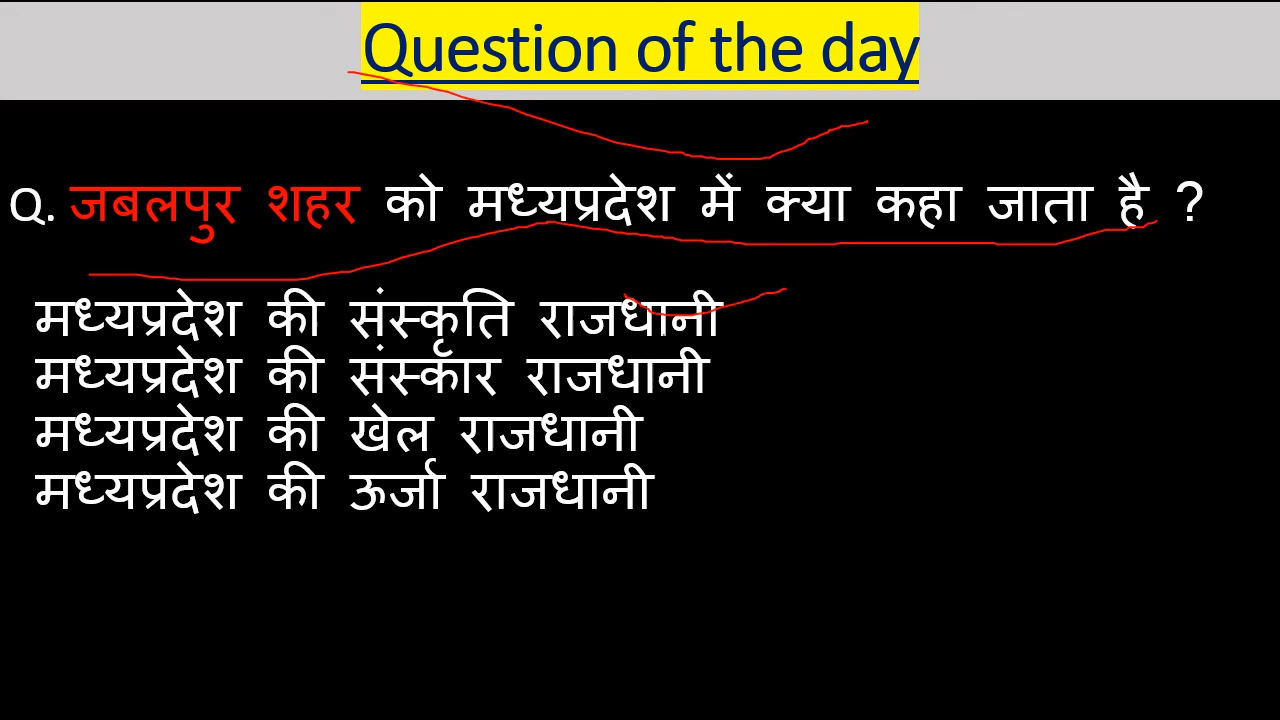 Question of the day
Q. जबलपुर शहर को मध्यप्रदेश में क्या कहा जाता है ?
मध्यप्रदेश की संस्कृति राजधानी
मध्यप्रदेश की संस्कार राजधानी
मध्यप्रदेश की खेल राजधानी
मध्यप्रदेश की ऊर्जा राजधानी